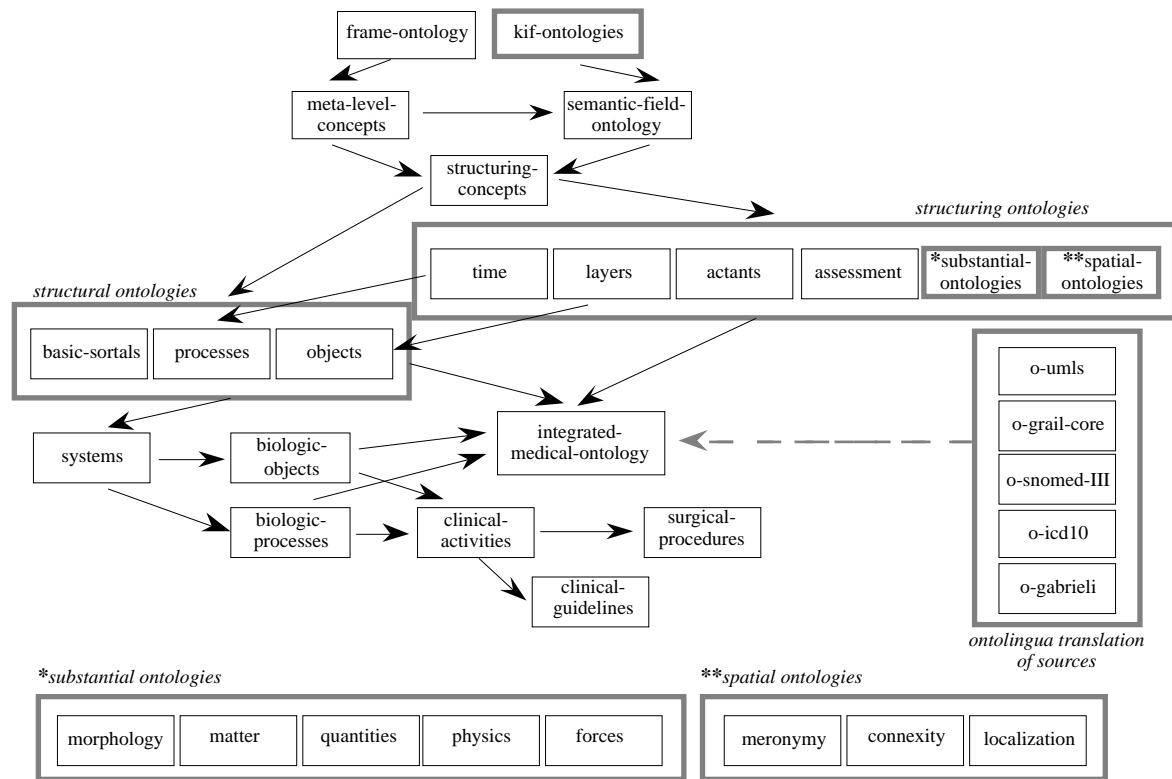 frame-ontology
kif-ontologies
meta-level-
concepts
semantic-field-
ontology
structuring-
concepts
structuring ontologies
time
layers
actants
assessment
*substantial-
ontologies
**spatial-
ontologies
structural ontologies
basic-sortals
processes
objects
o-umls
o-grail-core
o-snomed-III
o-icd10
o-gabrieli
ontolingua translation
of sources
systems
biologic-
objects
integrated-
medical-ontology
biologic-
processes
clinical-
activities
surgical-
procedures
clinical-
guidelines
*substantial ontologies
morphology
matter
quantities
physics
forces
**spatial ontologies
meronymy
connexity
localization